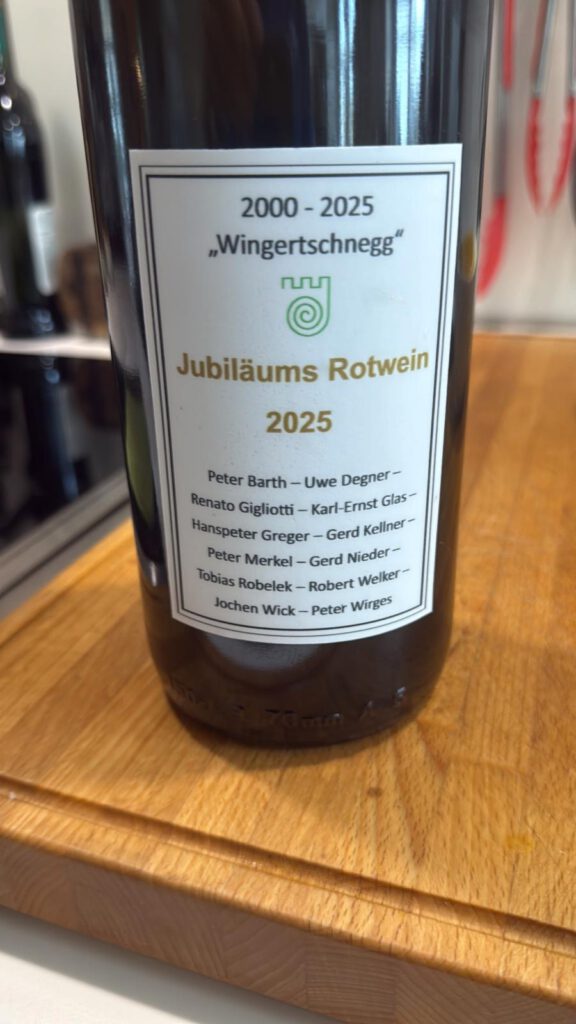 2000 - 2025
„Wingertschnegg“
Jubiläums Rotwein
2025
Peter Barth – Uwe Degner –
Renato Gigliotti – Karl-Ernst Glas –
Hanspeter Greger – Gerd Kellner –
Peter Merkel – Gerd Nieder –
Tobias Robelek – Robert Welker –
Jochen Wick – Peter Wirges
70mm